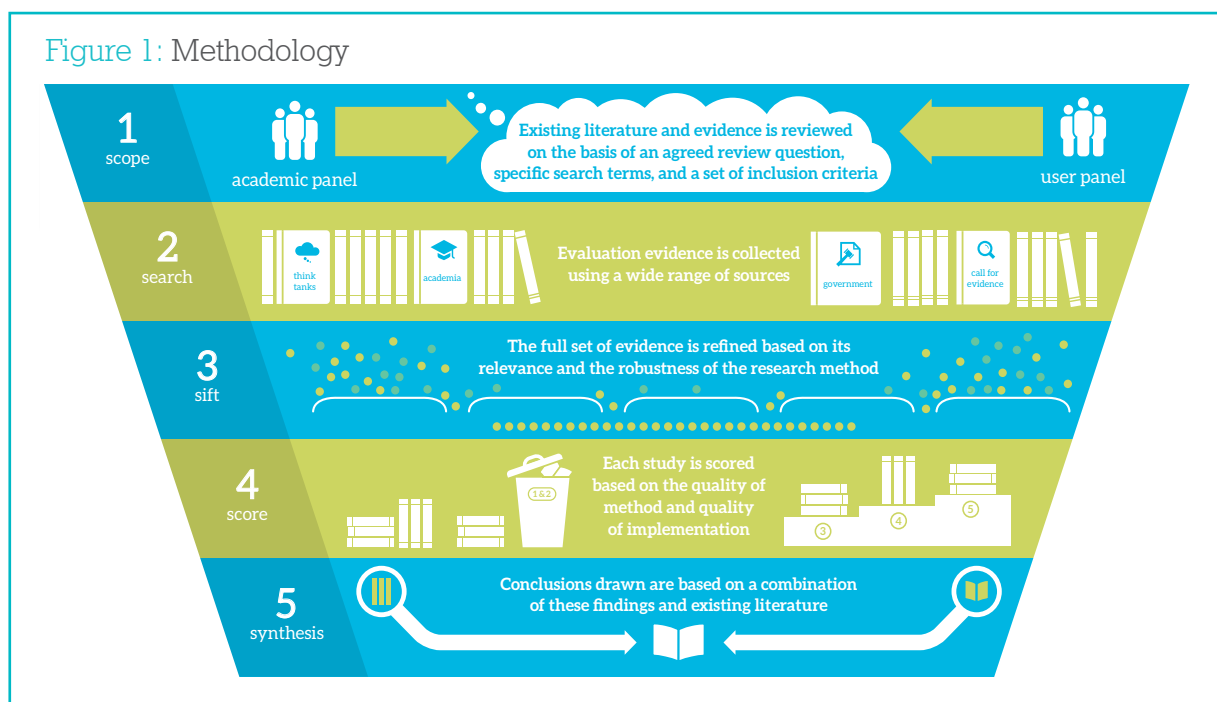 Figure 1: Methodology
1
scope
academic panel
Existing literature and evidence is reviewed
on the basis of an agreed review question,
specific search terms, and a set of inclusion criteria
user panel
2
search
think
tanks
academia
Evaluation evidence is collected
using a wide range of sources
government
call for
evidence
3
sift
The full set of evidence is refined based on its
relevance and the robustness of the research method
4
score
1 & 2
Each study is scored
based on the quality of
method and quality
of implementation
3
4
5
5
synthesis
Conclusions drawn are based on a combination
of these findings and existing literature